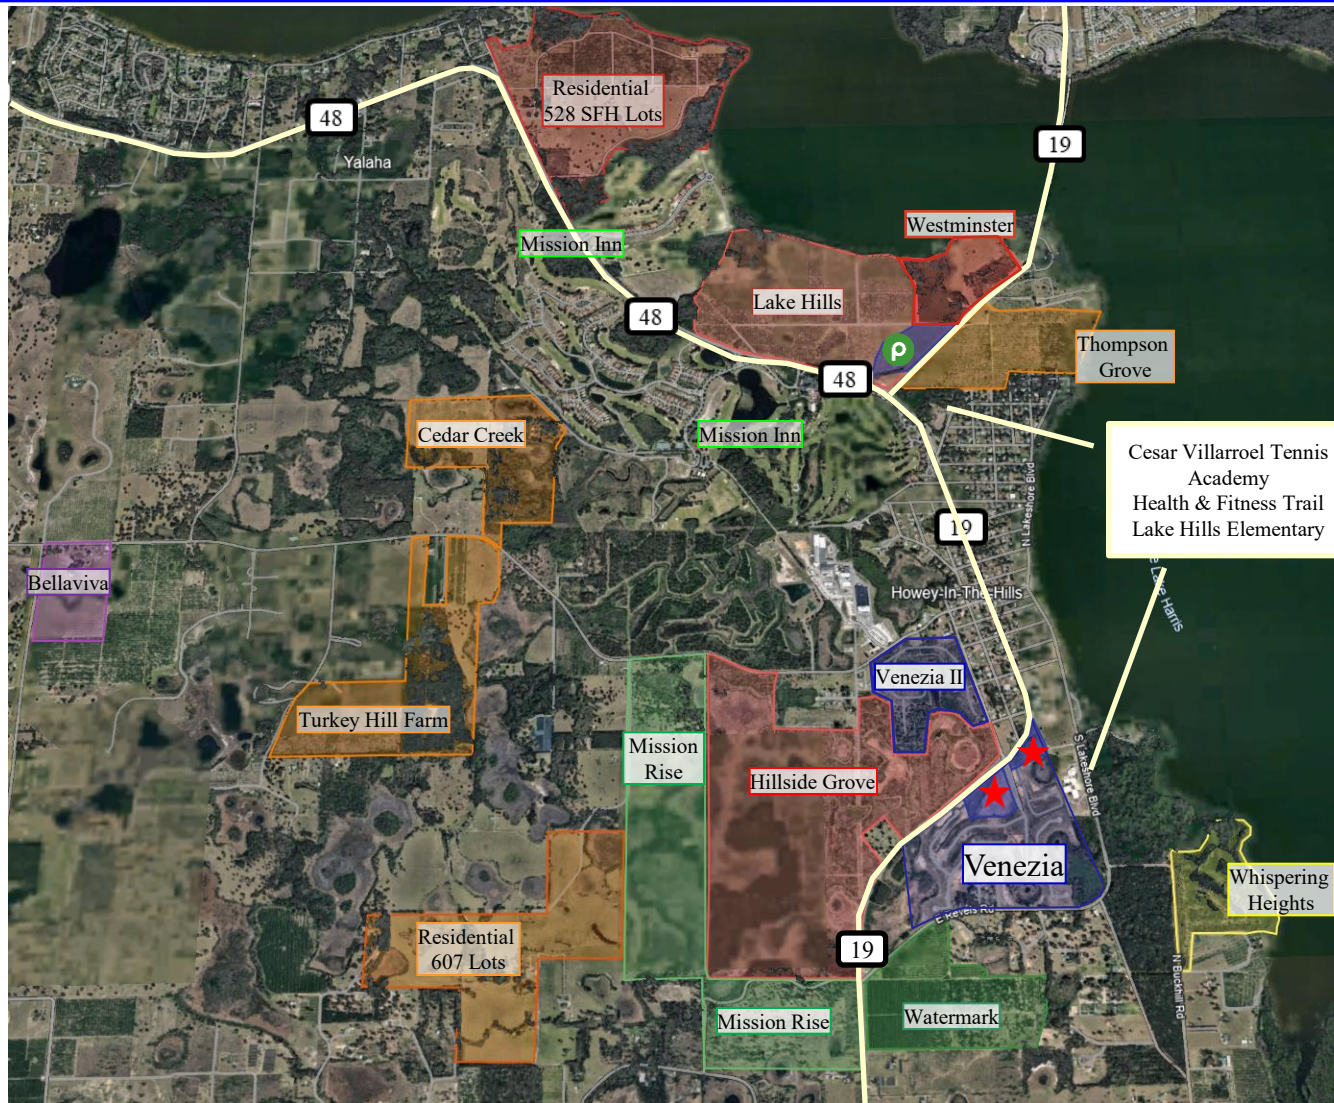 Residential
528 SFH Lots
48
19
Yalaha
Westminster
Mission Inn
Lake Hills
48
Thompson
Grove
48
Cedar Creek
Mission Inn
Cesar Villarroel Tennis
Academy
Health & Fitness Trail
Lake Hills Elementary
N Lakeshore Blvd
19
Bellaviva
Howey-In-The-Hills
e Lake Harris
Venezia II
Turkey Hill Farm
Mission
Rise
Hillside Grove
S Lakeshore Blvd
Venezia
Whispering
Heights
E Revels Rd
Residential
607 Lots
19
N Buckhill Rd
Mission Rise
Watermark